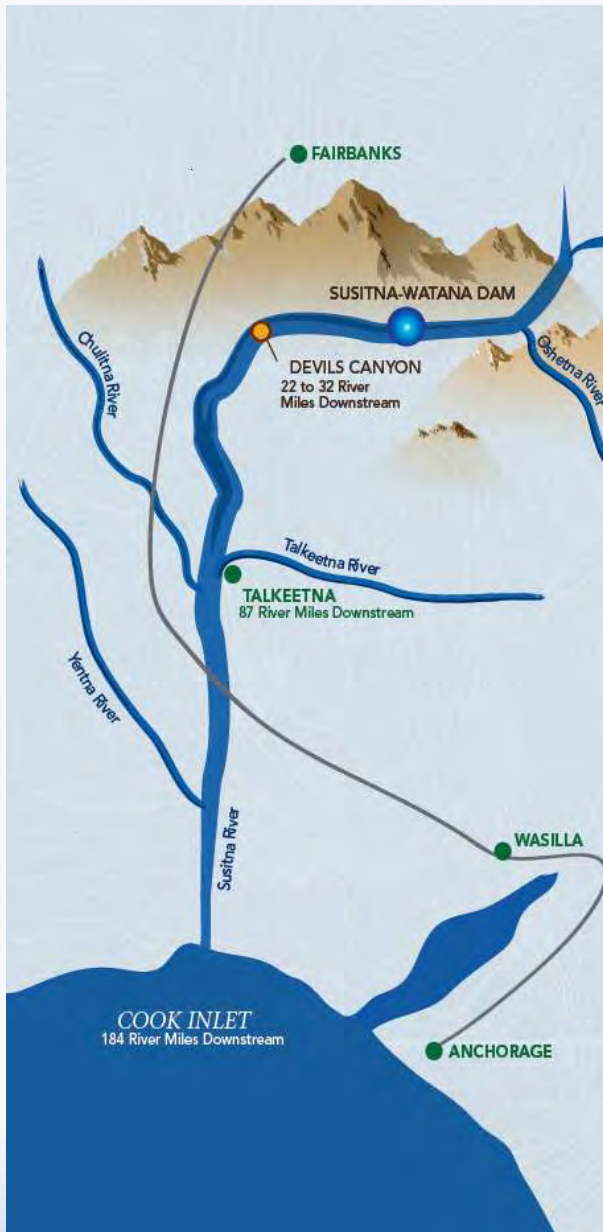 FAIRBANKS
SUSITNA-WATANA DAM
DEVILS CANYON
22 to 32 River
Miles Downstream
Chulitna River
Oshetna River
Talkeetna River
TALKEETNA
87 River Miles Downstream
Yentna River
Susitna River
WASILLA
COOK INLET
184 River Miles Downstream
ANCHORAGE